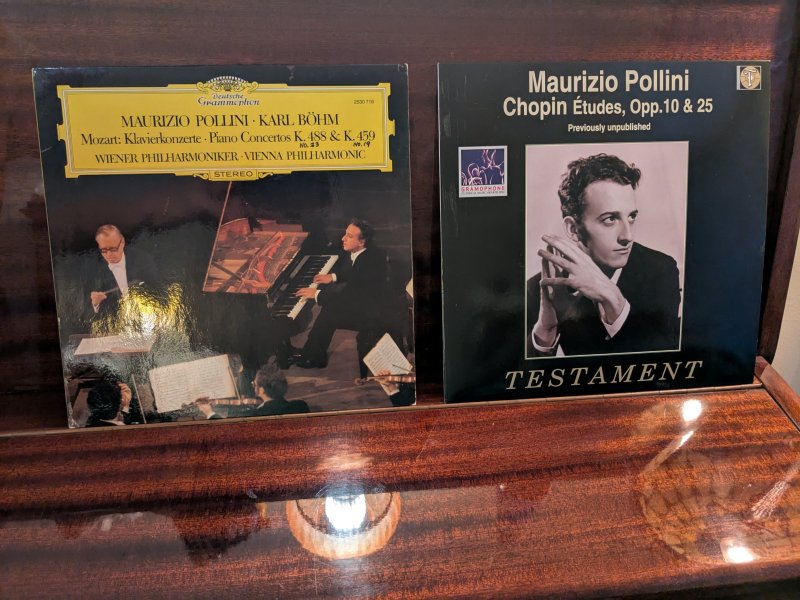 Deutsche
Grammophon
2530 716
MAURIZIO POLLINI · KARL BÖHM
Mozart: Klavierkonzerte · Piano Concertos K. 488 & K. 459
No. 23 No. 19
WIENER PHILHARMONIKER · VIENNA PHILHARMONIC
STEREO
Maurizio Pollini
Chopin Études, Opp.10 & 25
Previously unpublished
GRAMOPHONE
TESTAMENT